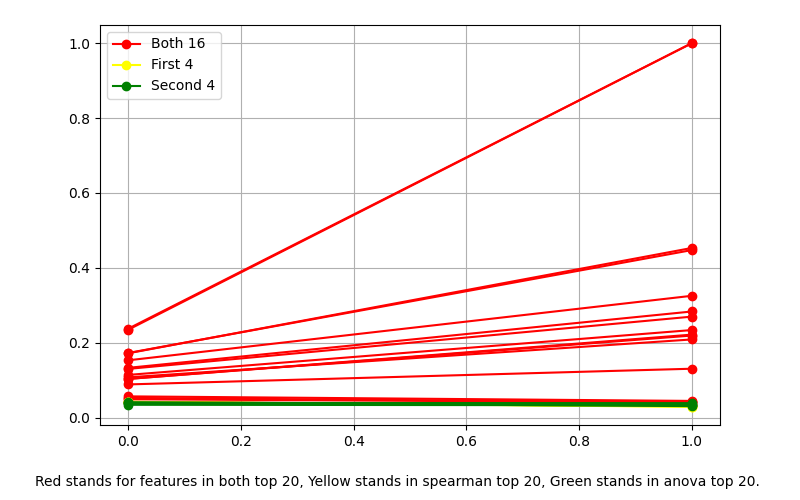 1.0
0.8
0.6
0.4
0.2
0.0
Both 16
First 4
Second 4
0.0 0.2 0.4 0.6 0.8 1.0
Red stands for features in both top 20, Yellow stands in spearman top 20, Green stands in anova top 20.